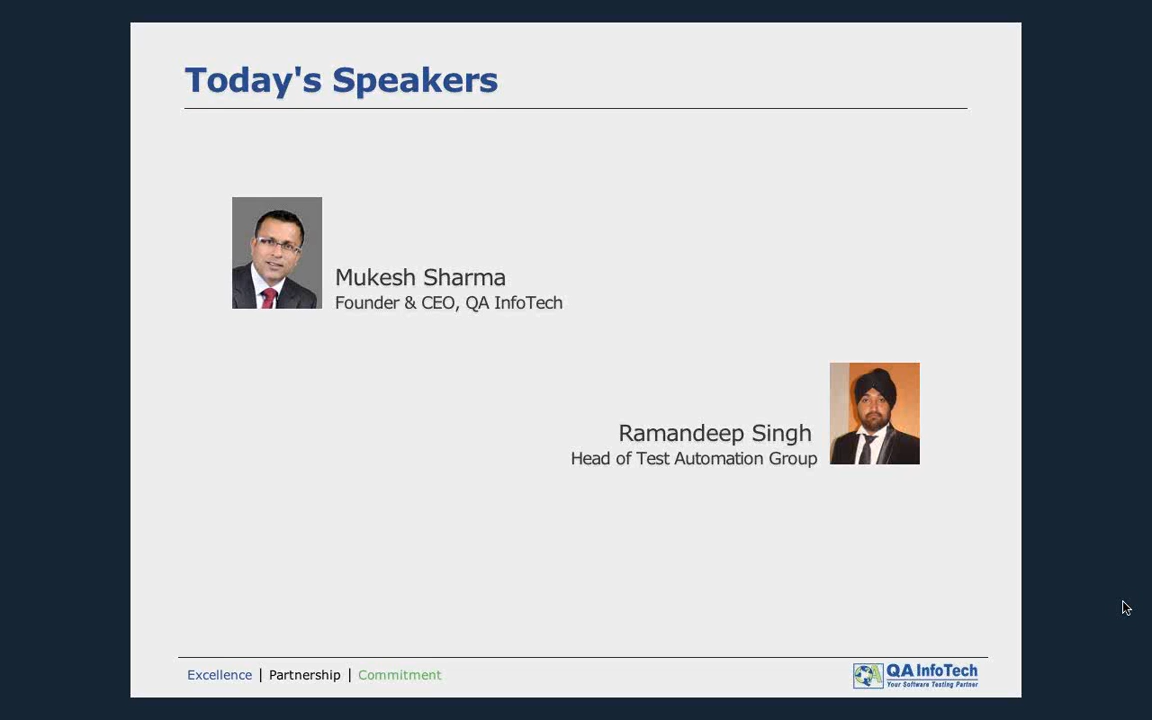 Today's Speakers
Mukesh Sharma
Founder & CEO, QA InfoTech
Ramandeep Singh
Head of Test Automation Group
Excellence | Partnership | Commitment
QA InfoTech
Your Software Testing Partner